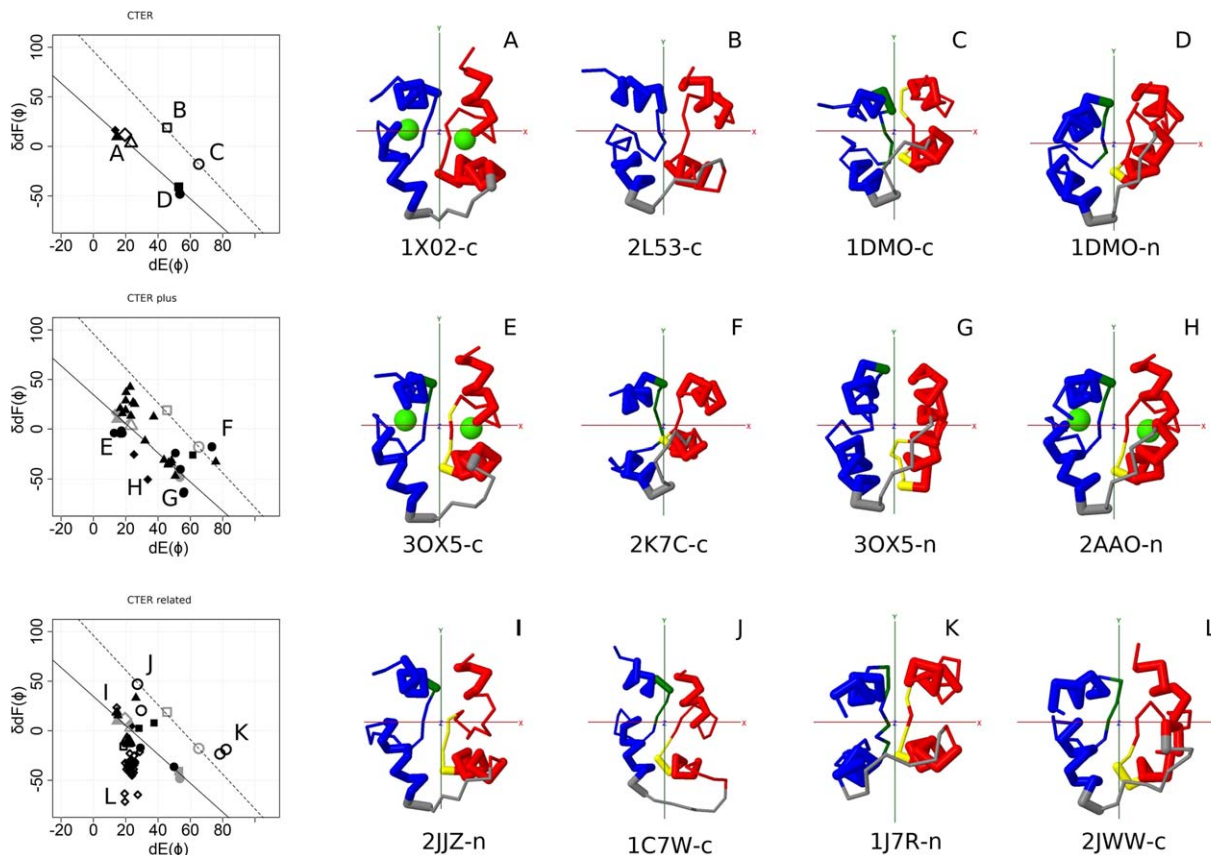 CTER
100
50
0
-50
-20 0 20 40 60 80
dE(ϕ)
δdF(ϕ)
A
B
C
D
A
B
C
D
Y
X
Z
1X02-c
2L53-c
1DMO-c
1DMO-n
CTER plus
100
50
0
-50
-20 0 20 40 60 80
dE(ϕ)
δdF(ϕ)
E
F
G
H
E
F
G
H
Y
X
Z
3OX5-c
2K7C-c
3OX5-n
2AAO-n
CTER related
100
50
0
-50
-20 0 20 40 60 80
dE(ϕ)
δdF(ϕ)
I
J
K
L
I
J
K
L
Y
X
Z
2JJZ-n
1C7W-c
1J7R-n
2JWW-c